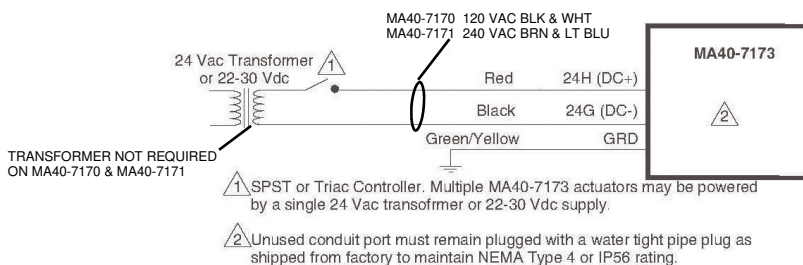 MA40-7170 120 VAC BLK & WHT
MA40-7171 240 VAC BRN & LT BLU
24 Vac Transformer
or 22-30 Vdc
1
MA40-7173
Red 24H (DC+)
Black 24G (DC-)
2
Green/Yellow GRD
TRANSFORMER NOT REQUIRED
ON MA40-7170 & MA40-7171
1 SPST or Triac Controller. Multiple MA40-7173 actuators may be powered
by a single 24 Vac transofrmer or 22-30 Vdc supply.
2 Unused conduit port must remain plugged with a water tight pipe plug as
shipped from factory to maintain NEMA Type 4 or IP56 rating.